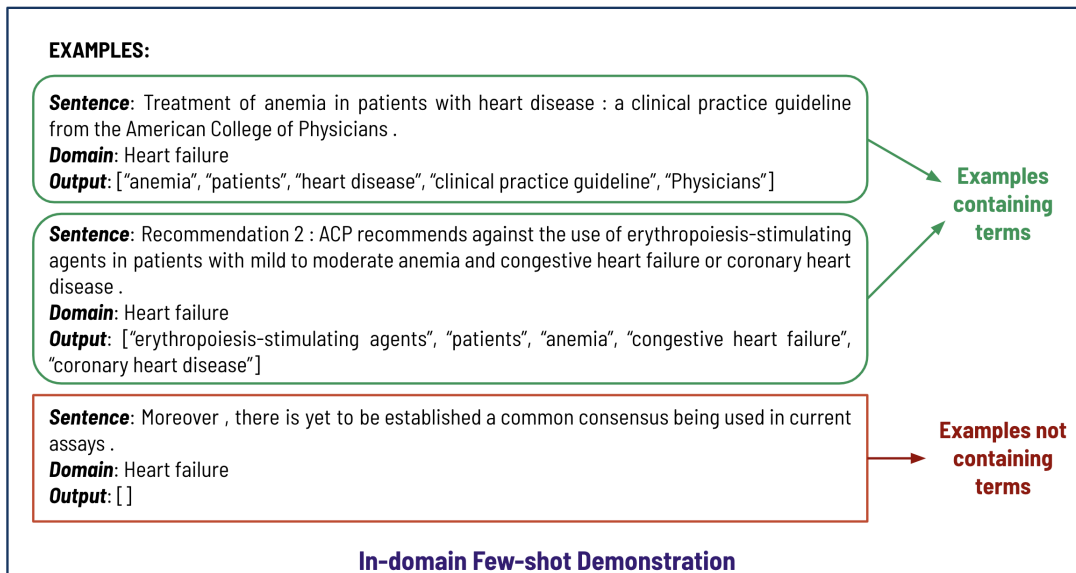 EXAMPLES:
Sentence: Treatment of anemia in patients with heart disease : a clinical practice guideline
from the American College of Physicians .
Domain: Heart failure
Output: [“anemia”, “patients”, “heart disease”, “clinical practice guideline”, “Physicians”]
Examples
containing
terms
Sentence: Recommendation 2 : ACP recommends against the use of erythropoiesis-stimulating
agents in patients with mild to moderate anemia and congestive heart failure or coronary heart
disease .
Domain: Heart failure
Output: [“erythropoiesis-stimulating agents”, “patients”, “anemia”, “congestive heart failure”,
“coronary heart disease”]
Sentence: Moreover , there is yet to be established a common consensus being used in current
assays .
Domain: Heart failure
Output: [ ]
Examples not
containing
terms
In-domain Few-shot Demonstration